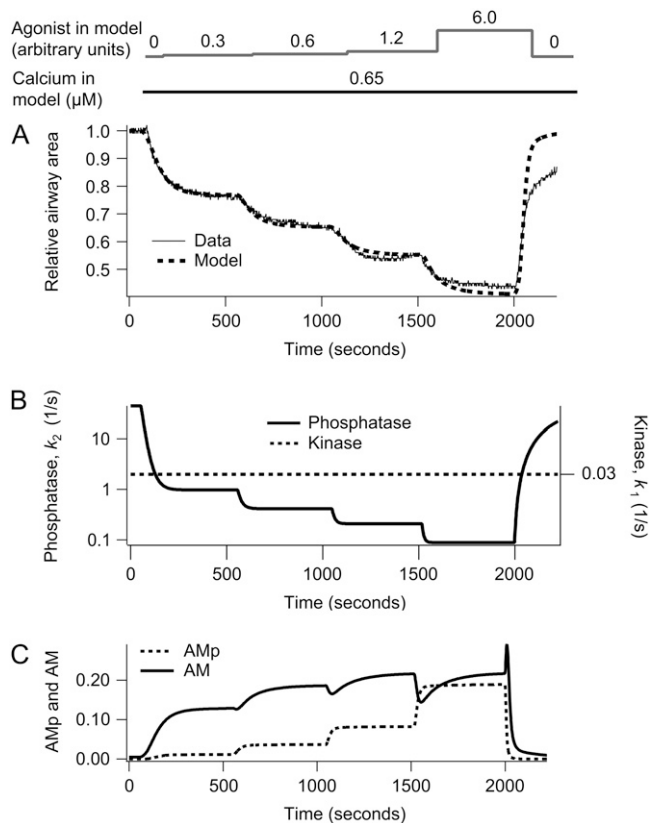 Agonist in model
(arbitrary units)
0 0.3 0.6 1.2 6.0 0
Calcium in
model (µM)
0.65
A
Relative airway area
1.0
0.9
0.8
0.7
0.6
0.5
Data
Model
0 500 1000 1500 2000
Time (seconds)
B
Phosphatase, k2 (1/s)
10
1
0.1
Phosphatase
Kinase
0.03
Kinase, k1 (1/s)
0 500 1000 1500 2000
Time (seconds)
C
AMp and AM
0.20
0.10
0.00
AMp
AM
0 500 1000 1500 2000
Time (seconds)